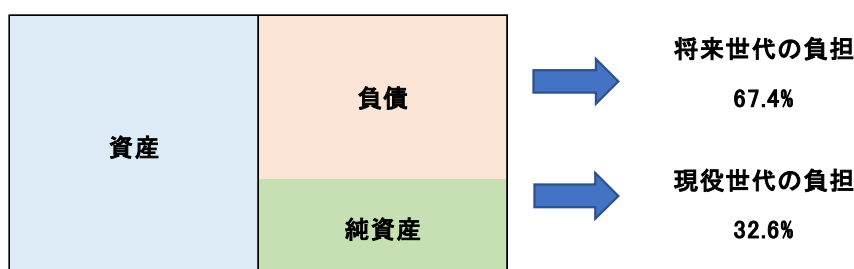 資産
負債
純資産
将来世代の負担
67.4%
現役世代の負担
32.6%